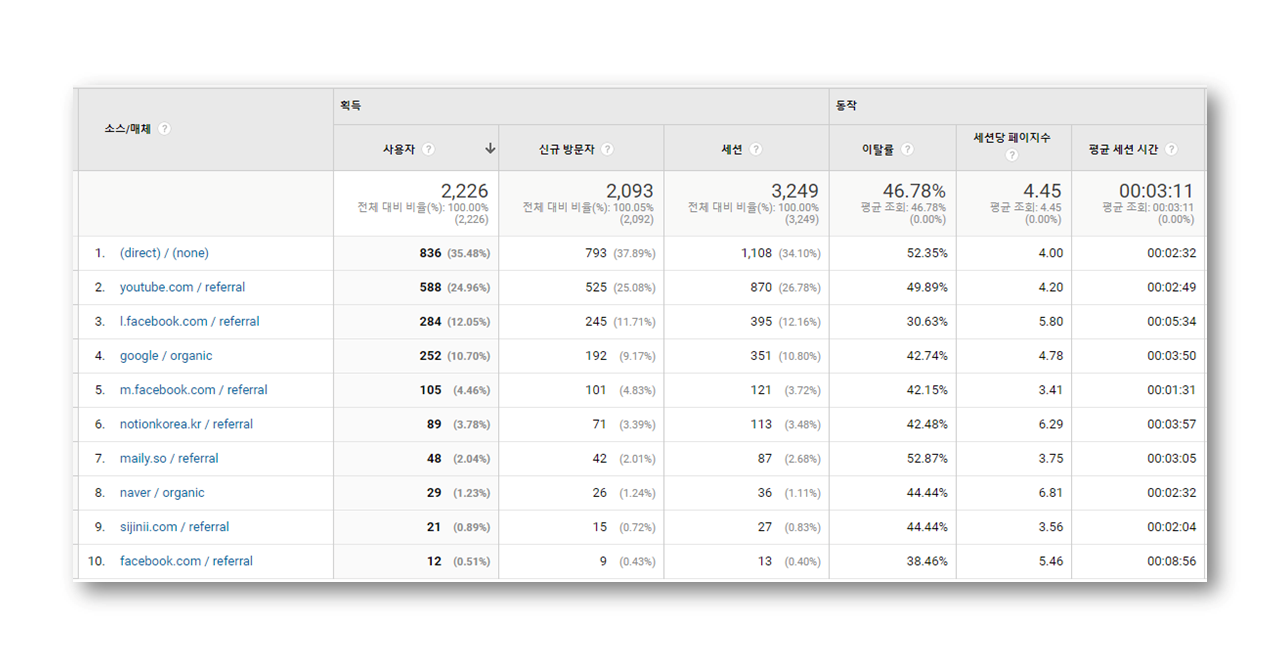 소스/매체 ?
획득
동작
사용자 ?
신규 방문자 ?
세션 ?
이탈률 ?
세션당 페이지수 ?
평균 세션 시간 ?
2,226 2,093 3,249 46.78% 4.45 00:03:11
전체 대비 비율(%): 100.00% 전체 대비 비율(%): 100.05% 전체 대비 비율(%): 100.00% 평균 조회: 46.78% 평균 조회: 4.45 평균 조회: 00:03:11
(2,226) (2,092) (3,249) (0.00%) (0.00%) (0.00%)
1. (direct) / (none) 836 (35.48%) 793 (37.89%) 1,108 (34.10%) 52.35% 4.00 00:02:32
2. youtube.com / referral 588 (24.96%) 525 (25.08%) 870 (26.78%) 49.89% 4.20 00:02:49
3. l.facebook.com / referral 284 (12.05%) 245 (11.71%) 395 (12.16%) 30.63% 5.80 00:05:34
4. google / organic 252 (10.70%) 192 (9.17%) 351 (10.80%) 42.74% 4.78 00:03:50
5. m.facebook.com / referral 105 (4.46%) 101 (4.83%) 121 (3.72%) 42.15% 3.41 00:01:31
6. notionkorea.kr / referral 89 (3.78%) 71 (3.39%) 113 (3.48%) 42.48% 6.29 00:03:57
7. maily.so / referral 48 (2.04%) 42 (2.01%) 87 (2.68%) 52.87% 3.75 00:03:05
8. naver / organic 29 (1.23%) 26 (1.24%) 36 (1.11%) 44.44% 6.81 00:02:32
9. sijinii.com / referral 21 (0.89%) 15 (0.72%) 27 (0.83%) 44.44% 3.56 00:02:04
10. facebook.com / referral 12 (0.51%) 9 (0.43%) 13 (0.40%) 38.46% 5.46 00:08:56